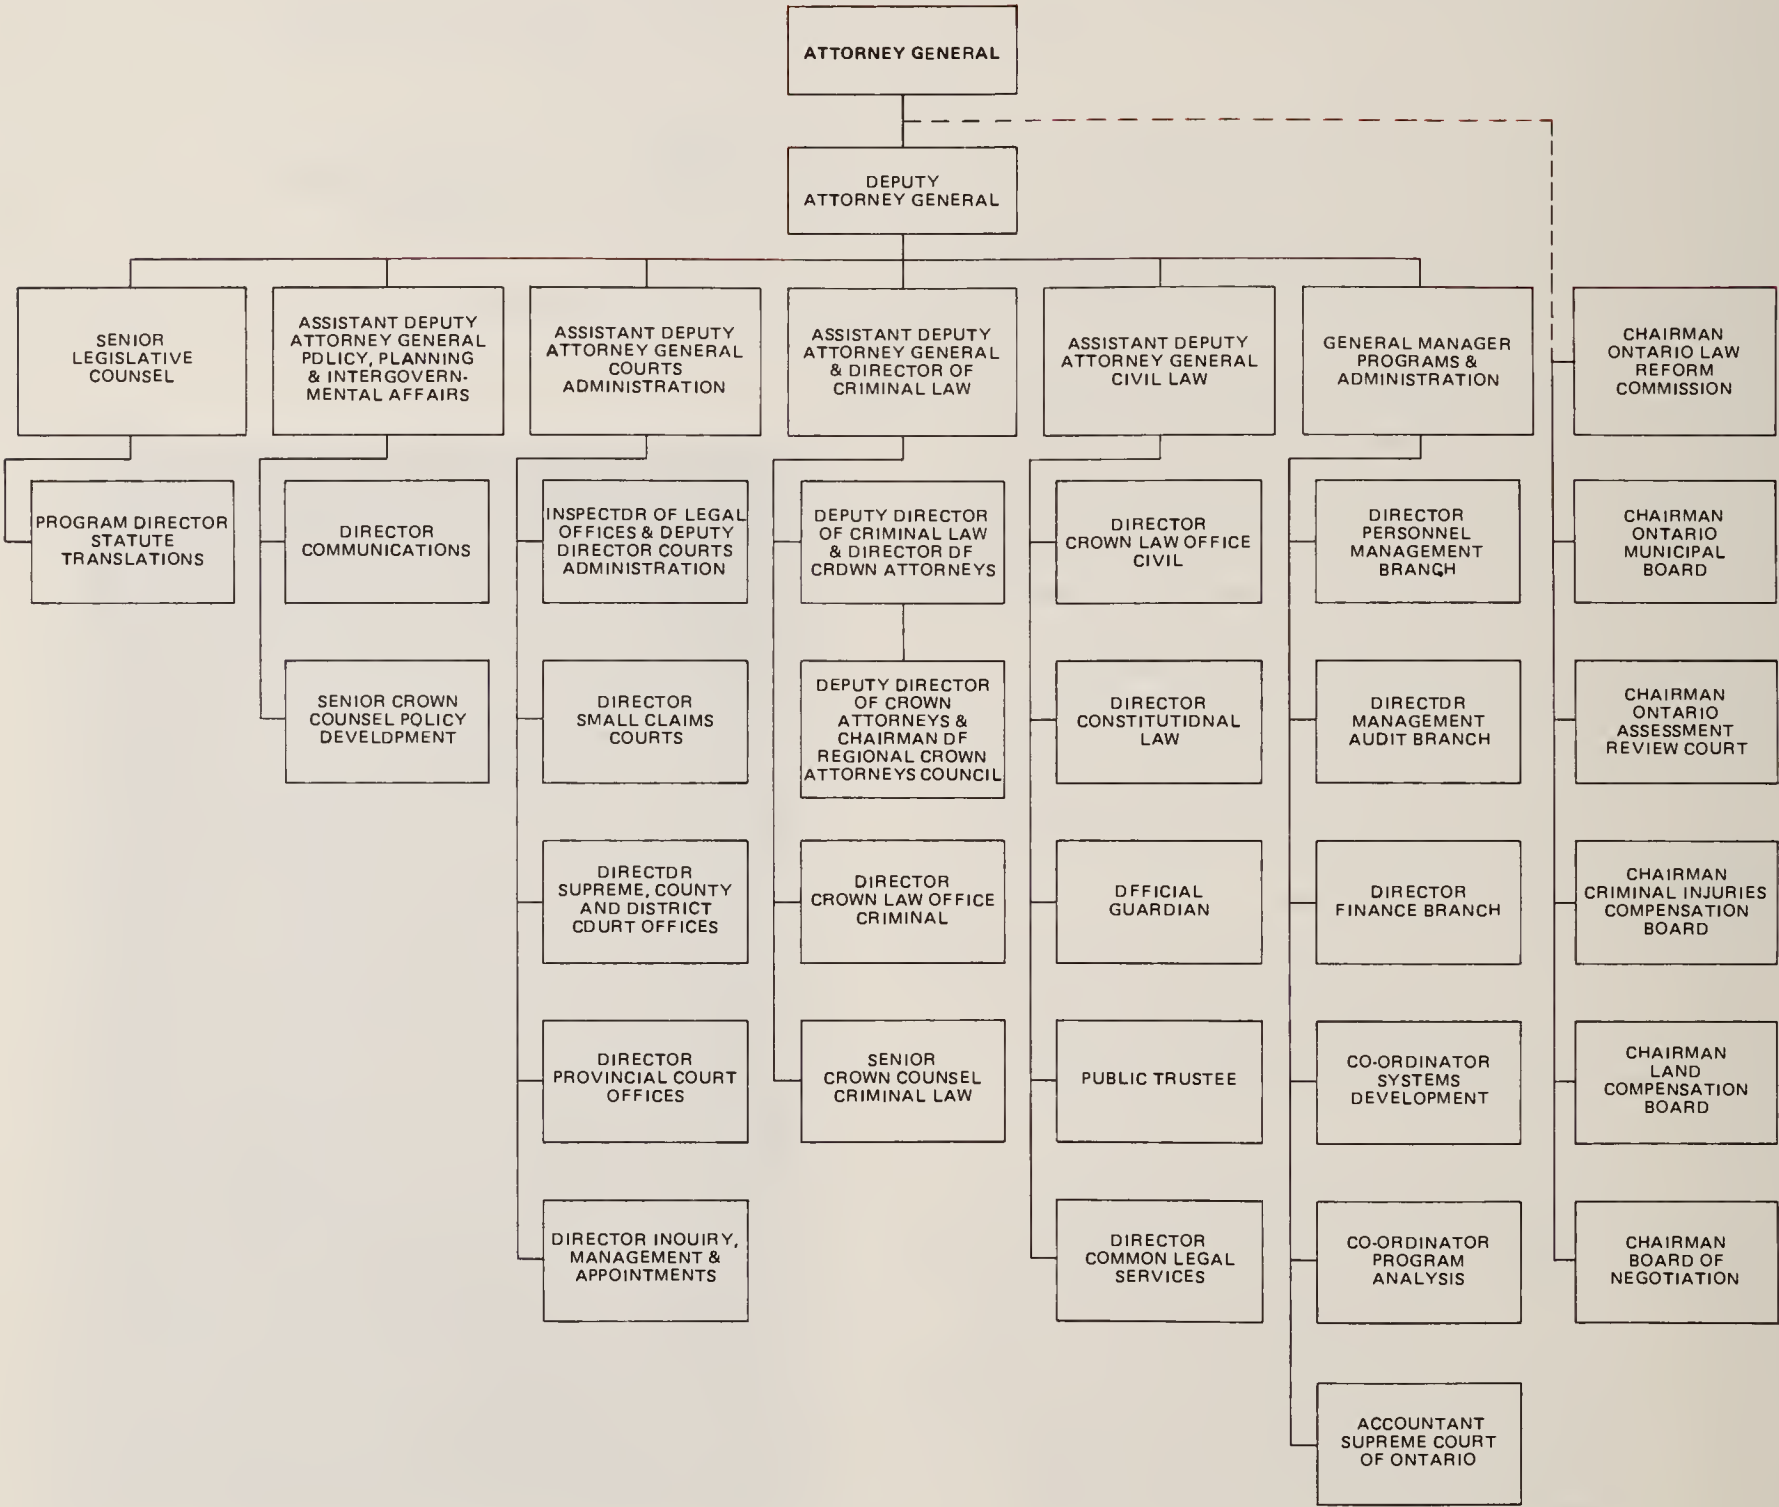 ATTORNEY GENERAL
DEPUTY
ATTORNEY GENERAL
SENIOR
LEGISLATIVE
COUNSEL
PROGRAM DIRECTOR
STATUTE
TRANSLATIONS
ASSISTANT DEPUTY
ATTORNEY GENERAL
PDLICY, PLANNING
& INTERGOVERN-
MENTAL AFFAIRS
DIRECTOR
COMMUNICATIONS
SENIOR CROWN
COUNSEL POLICY
DEVELDPMENT
ASSISTANT DEPUTY
ATTORNEY GENERAL
COURTS
ADMINISTRATION
INSPECTDR OF LEGAL
OFFICES & DEPUTY
DIRECTOR COURTS
ADMINISTRATION
DIRECTOR
SMALL CLAIMS
COURTS
DIRECTDR
SUPREME, COUNTY
AND DISTRICT
CDURT OFFICES
DIRECTOR
PROVINCIAL COURT
OFFICES
DIRECTOR INOUIRY,
MANAGEMENT &
APPOINTMENTS
ASSISTANT DEPUTY
ATTORNEY GENERAL
& DIRECTOR OF
CRIMINAL LAW
DEPUTY DIRECTOR
OF CRIMINAL LAW
& DIRECTOR DF
CRDWN ATTORNEYS
DEPUTY DIRECTOR
OF CROWN
ATTORNEYS &
CHAIRMAN DF
REGIONAL CROWN
ATTORNEYS COUNCIL
DIRECTOR
CROWN LAW OFFICE
CRIMINAL
SENIOR
CROWN COUNSEL
CRIMINAL LAW
ASSISTANT DEPUTY
ATTORNEY GENERAL
CIVIL LAW
DIRECTOR
CROWN LAW OFFICE
CIVIL
DIRECTOR
CONSTITUTIDNAL
LAW
DFFICIAL
GUARDIAN
PUBLIC TRUSTEE
DIRECTOR
COMMON LEGAL
SERVICES
GENERAL MANAGER
PROGRAMS &
ADMINISTRATION
DIRECTOR
PERSONNEL
MANAGEMENT
BRANCH
DIRECTDR
MANAGEMENT
AUDIT BRANCH
DIRECTOR
FINANCE BRANCH
CO-ORDINATOR
SYSTEMS
DEVELOPMENT
CO-ORDINATOR
PROGRAM
ANALYSIS
ACCOUNTANT
SUPREME COURT
OF ONTARIO
CHAIRMAN
ONTARIO LAW
REFORM
COMMISSION
CHAIRMAN
ONTARIO
MUNICIPAL
BOARD
CHAIRMAN
ONTARIO
ASSESSMENT
REVIEW COURT
CHAIRMAN
CRIMINAL INJURIES
COMPENSATION
BOARD
CHAIRMAN
LAND
COMPENSATION
BOARD
CHAIRMAN
BOARD OF
NEGOTIATION